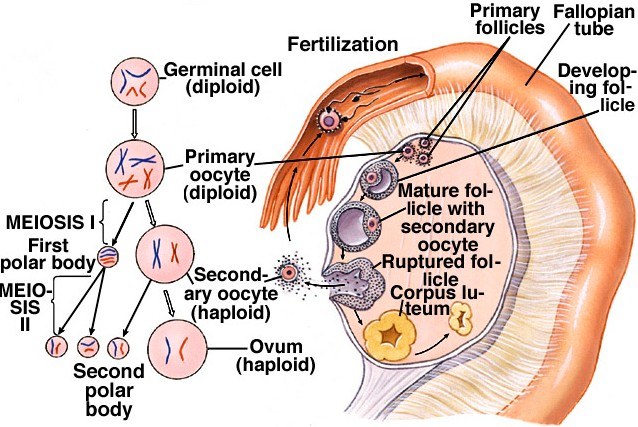 Primary
follicles
Fallopian
tube
Fertilization
Germinal cell
(diploid)
Develop-
ing fol-
licle
Primary
oocyte
(diploid)
Mature fol-
licle with
secondary
oocyte
MEIOSIS I
First
polar body
Ruptured fol-
licle
Second-
ary oocyte
(haploid)
Corpus lu-
teum
MEIO-
SIS
II
Ovum
(haploid)
Second
polar
body